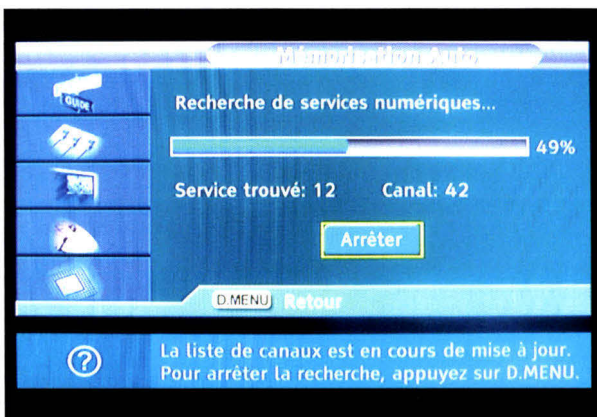 Mémorisation Auto
GUIDE
Recherche de services numériques...
49%
Service trouvé: 12 Canal: 42
Arrêter
D.MENU Retour
La liste de canaux est en cours de mise à jour.
Pour arrêter la recherche, appuyez sur D.MENU.